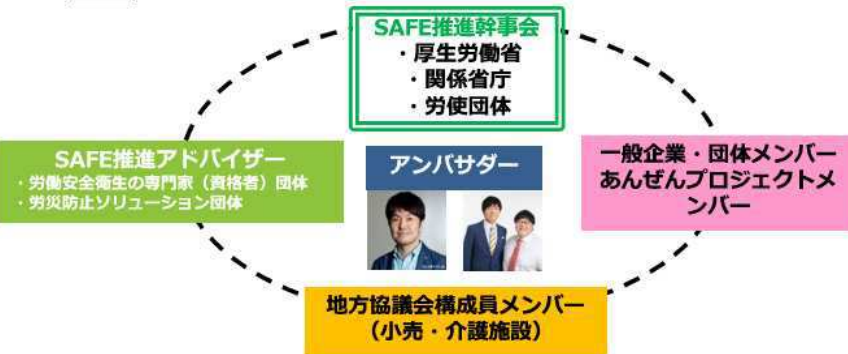 SAFE推進幹事会
・厚生労働省
・関係省庁
・労使団体
SAFE推進アドバイザー
・労働安全衛生の専門家（資格者）団体
・労災防止ソリューション団体
アンバサダー
一般企業・団体メンバー
あんぜんプロジェクトメ
ンバー
地方協議会構成員メンバー
（小売・介護施設）